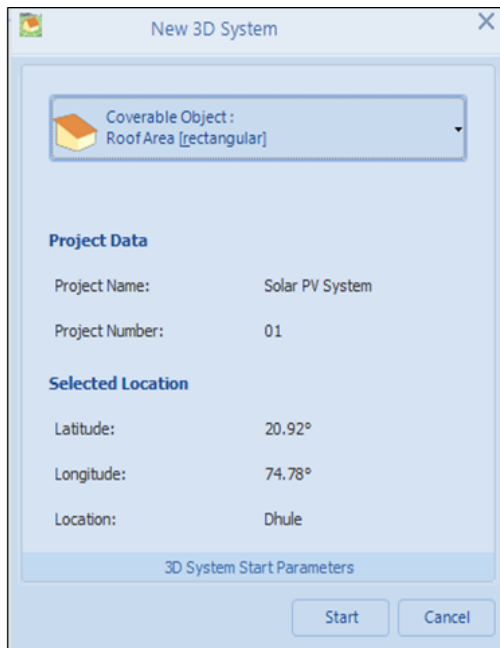 New 3D System
Coverable Object :
Roof Area [rectangular]
Project Data
Project Name: Solar PV System
Project Number: 01
Selected Location
Latitude: 20.92°
Longitude: 74.78°
Location: Dhule
3D System Start Parameters
Start Cancel